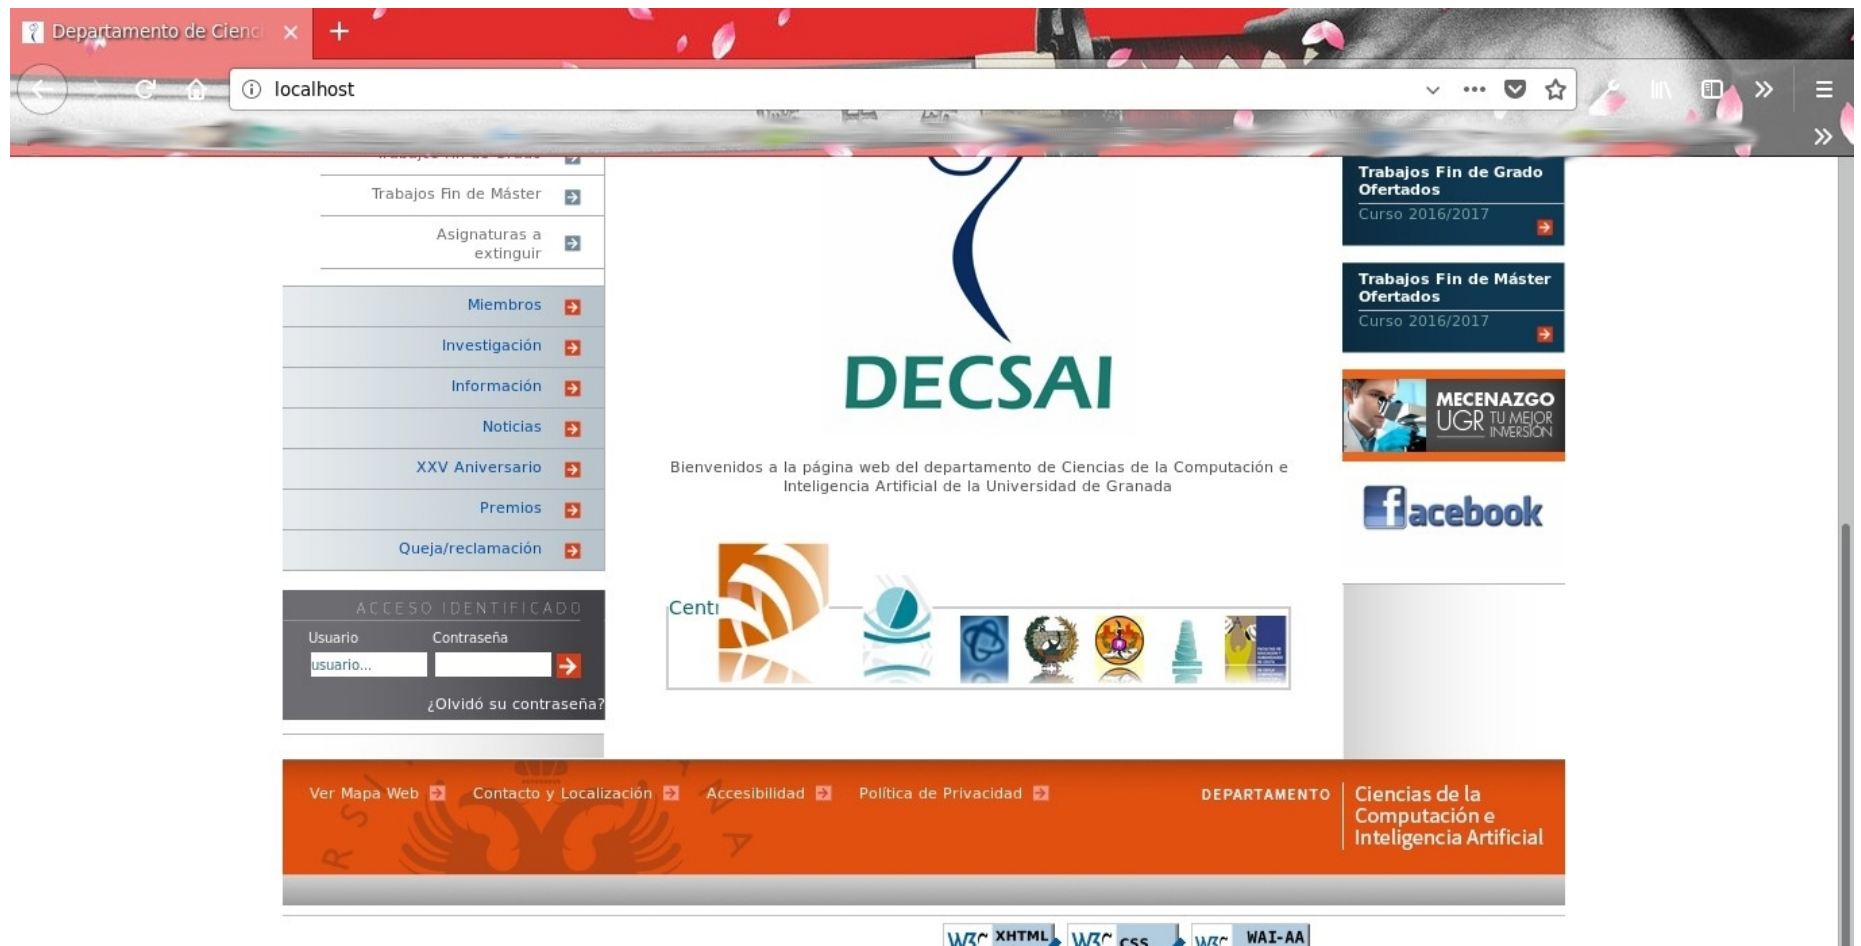 Departamento de Cienc
localhost
Trabajos Fin de Máster
Asignaturas a
extinguir
Miembros
Investigación
Información
Noticias
XXV Aniversario
Premios
Queja/reclamación
ACCESO IDENTIFICADO
Usuario Contraseña
usuario...
¿Olvidó su contraseña?
DECSAI
Bienvenidos a la página web del departamento de Ciencias de la Computación e
Inteligencia Artificial de la Universidad de Granada
Cent
Trabajos Fin de Grado
Ofertados
Curso 2016/2017
Trabajos Fin de Máster
Ofertados
Curso 2016/2017
MECENAZGO
UGR TU MEJOR
INVERSIÓN
facebook
Ver Mapa Web Contacto y Localización Accesibilidad Política de Privacidad
DEPARTAMENTO
Ciencias de la
Computación e
Inteligencia Artificial
W3C XHTML W3C CSS W3C WAI-AA